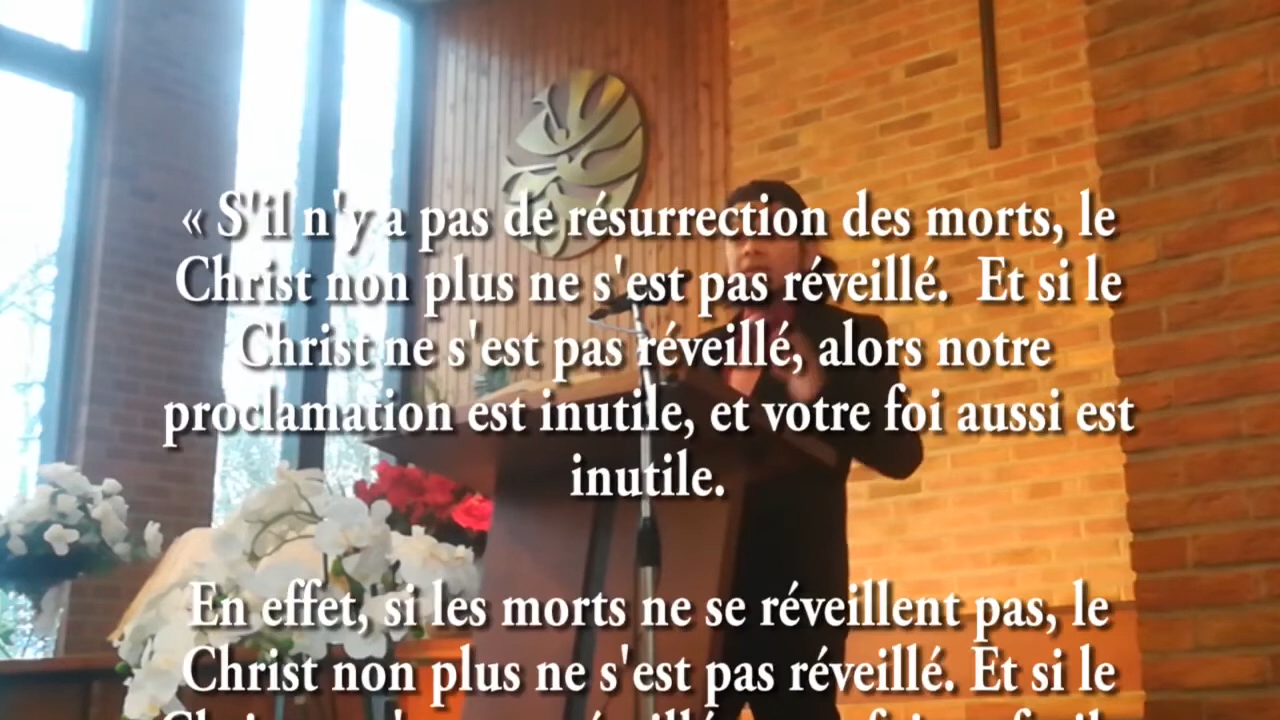 « S'il n'y a pas de résurrection des morts, le
Christ non plus ne s'est pas réveillé.  Et si le
Christ ne s'est pas réveillé, alors notre
proclamation est inutile, et votre foi aussi est
inutile.
En effet, si les morts ne se réveillent pas, le
Christ non plus ne s'est pas réveillé. Et si le